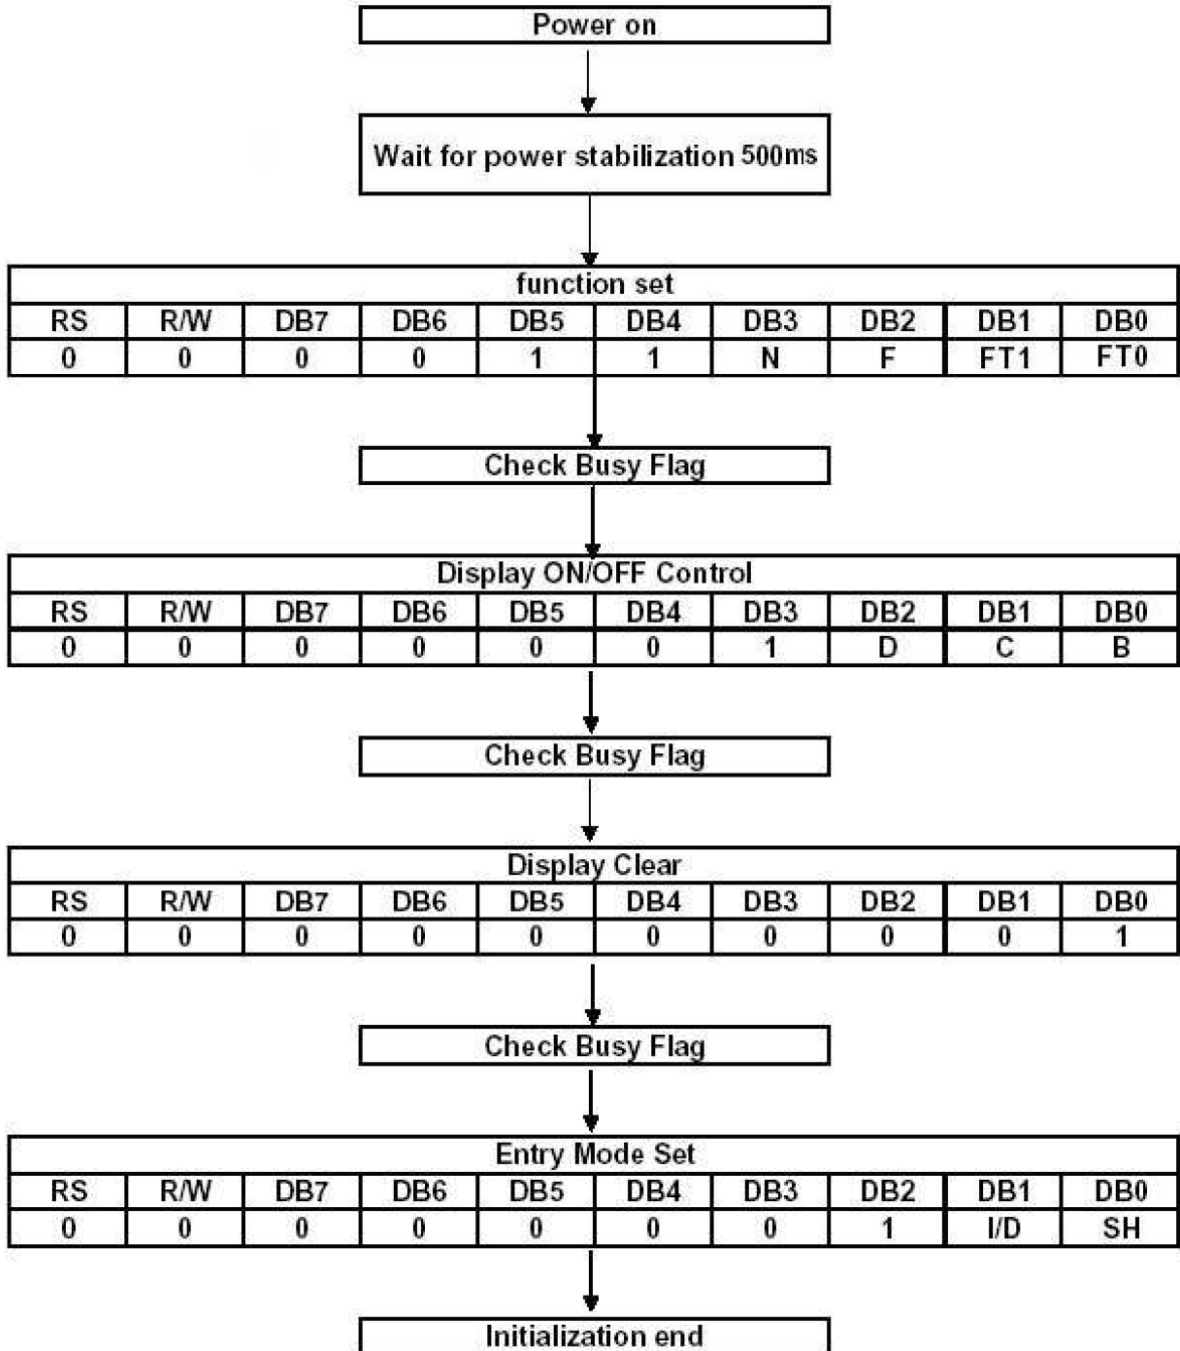 Power on
Wait for power stabilization 500ms
function set
RS R/W DB7 DB6 DB5 DB4 DB3 DB2 DB1 DB0
0 0 0 0 1 1 N F FT1 FT0
Check Busy Flag
Display ON/OFF Control
RS R/W DB7 DB6 DB5 DB4 DB3 DB2 DB1 DB0
0 0 0 0 0 0 1 D C B
Check Busy Flag
Display Clear
RS R/W DB7 DB6 DB5 DB4 DB3 DB2 DB1 DB0
0 0 0 0 0 0 0 0 0 1
Check Busy Flag
Entry Mode Set
RS R/W DB7 DB6 DB5 DB4 DB3 DB2 DB1 DB0
0 0 0 0 0 0 0 1 I/D SH
Initialization end